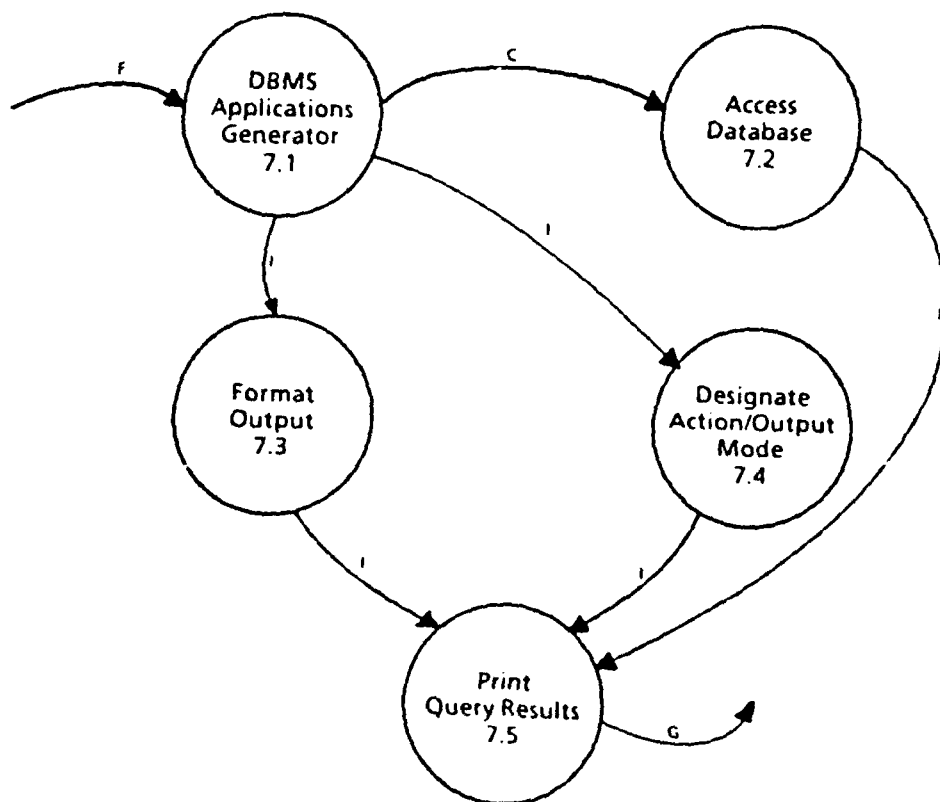 F
C
DBMS
Applications
Generator
7.1
Access
Database
7.2
I
I
Format
Output
7.3
Designate
Action/Output
Mode
7.4
I
I
Print
Query Results
7.5
G